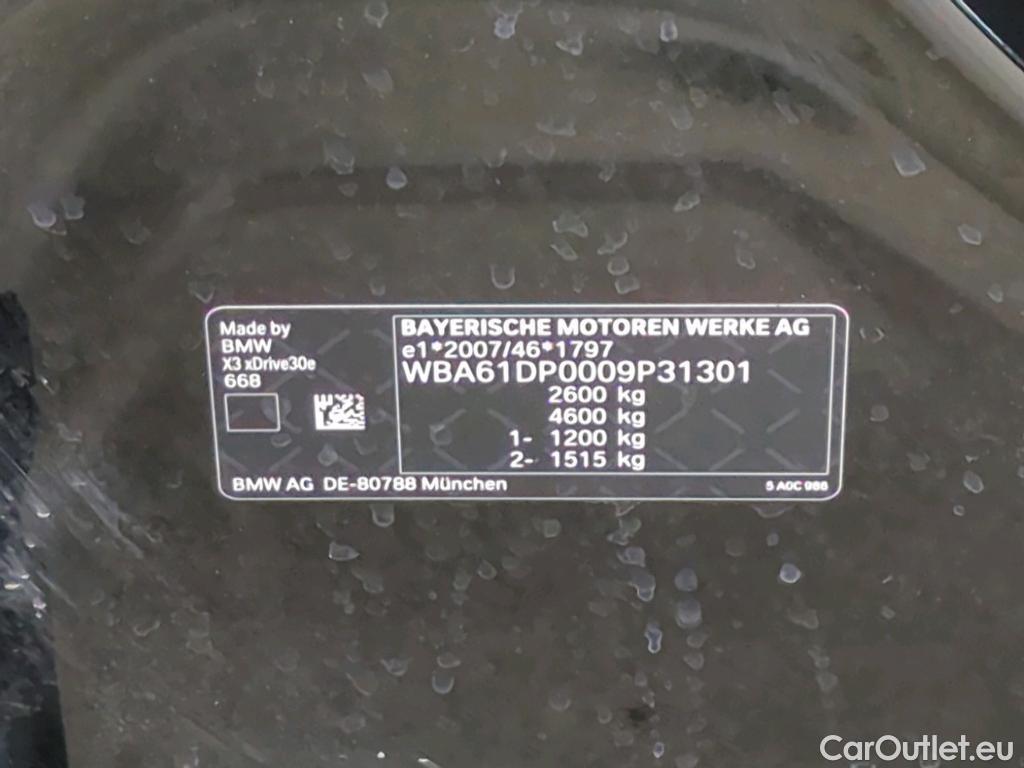 Made by
BMW
X3 xDrive30e
668
BAYERISCHE MOTOREN WERKE AG
e1*2007/46*1797
WBA61DP0009P31301
2600 kg
4600 kg
1- 1200 kg
2- 1515 kg
BMW AG DE-80788 München
5 A0C 988
CarOutlet.eu